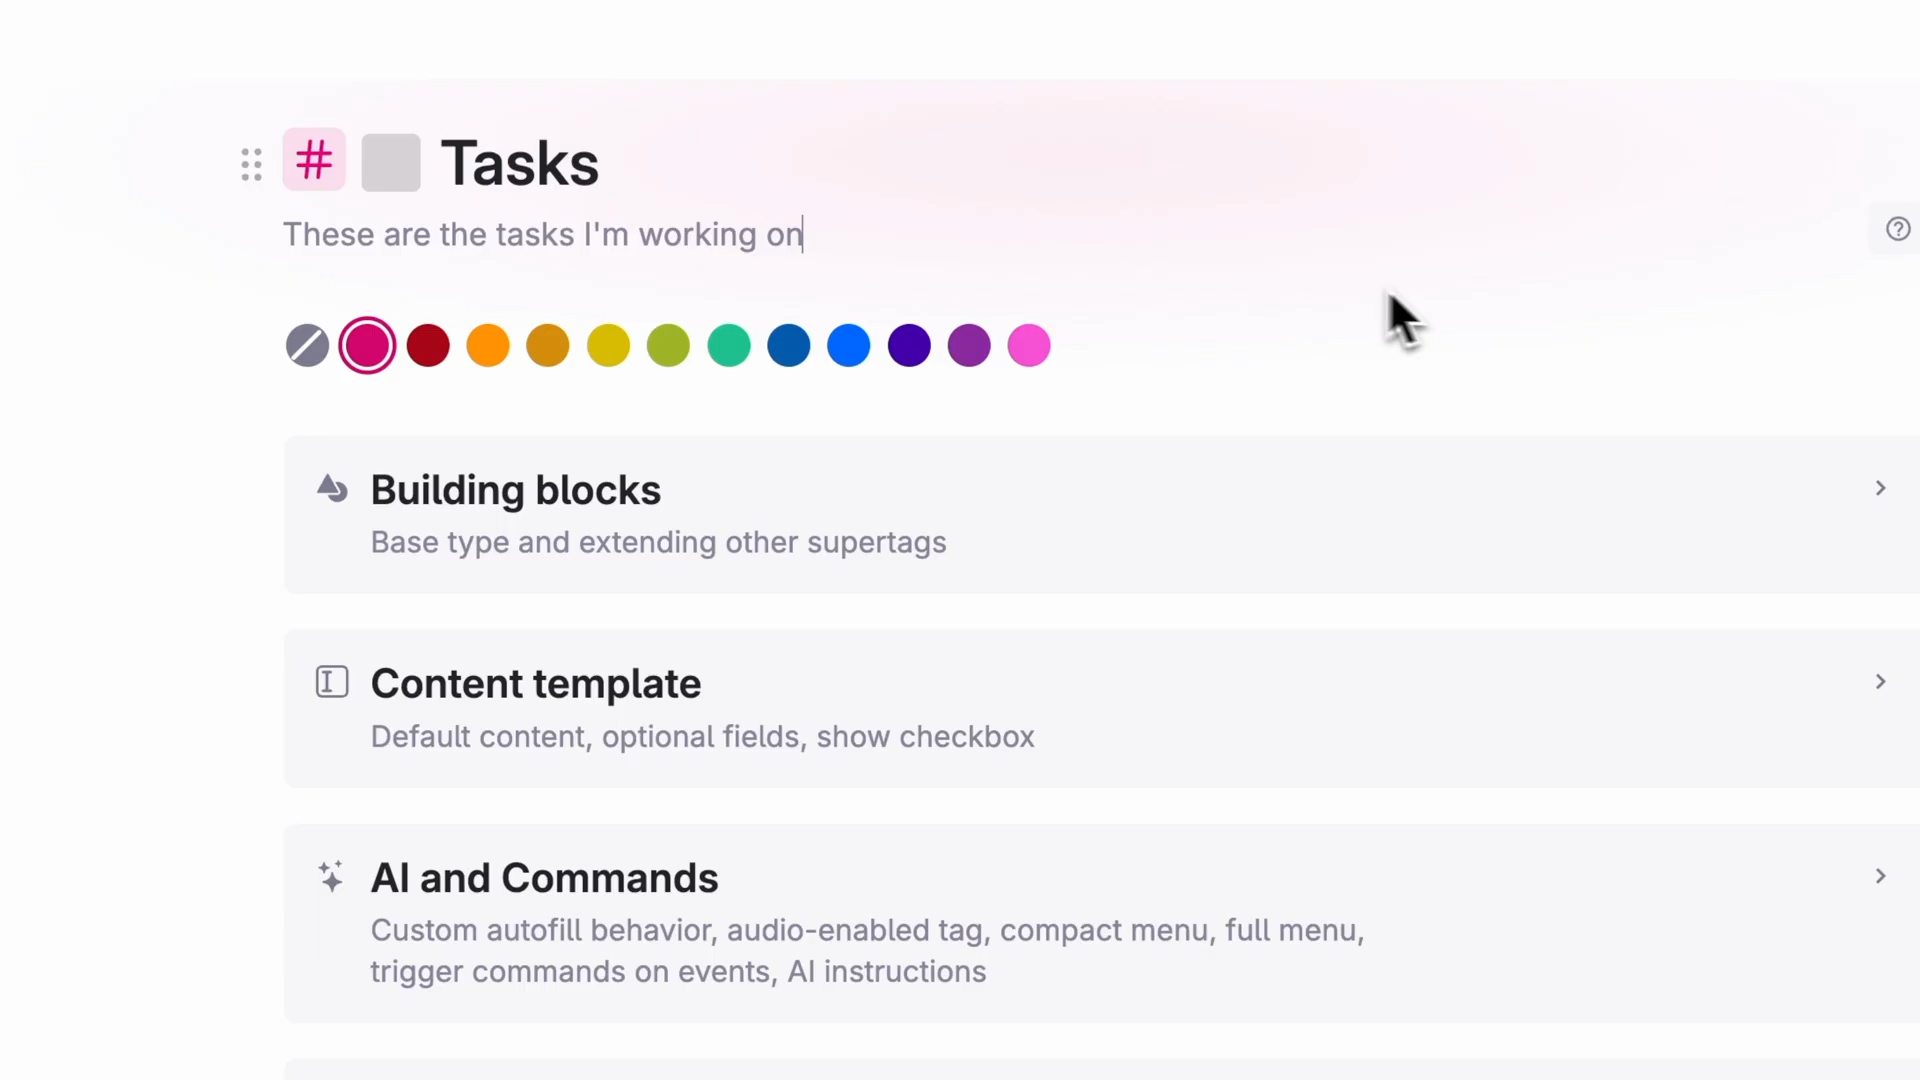 # Tasks
These are the tasks I'm working on
Building blocks
Base type and extending other supertags
Content template
Default content, optional fields, show checkbox
AI and Commands
Custom autofill behavior, audio-enabled tag, compact menu, full menu,
trigger commands on events, AI instructions